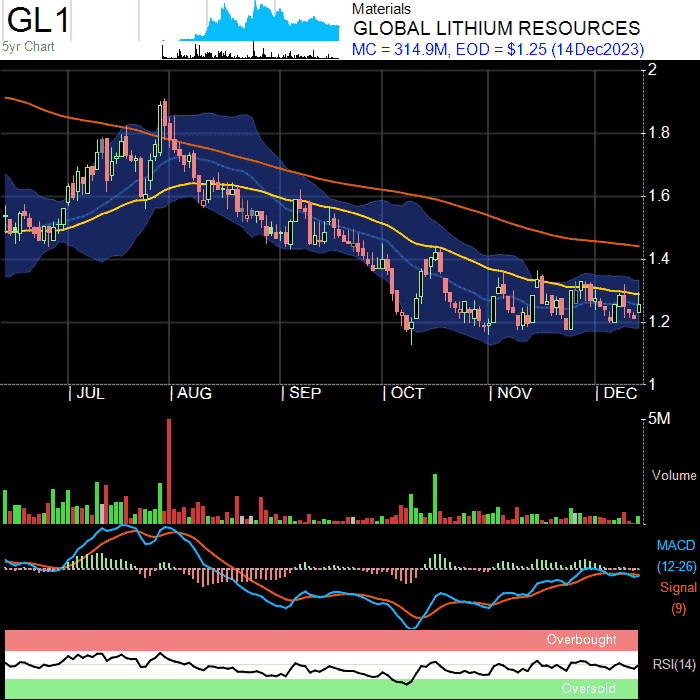 GL1
5yr Chart
Materials
GLOBAL LITHIUM RESOURCES
MC = 314.9M, EOD = $1.25 (14Dec2023)
2
1.8
1.6
1.4
1.2
1
JUL
AUG
SEP
OCT
NOV
DEC
5M
Volume
MACD
(12-26)
Signal
(9)
Overbought
RSI(14)
Oversold